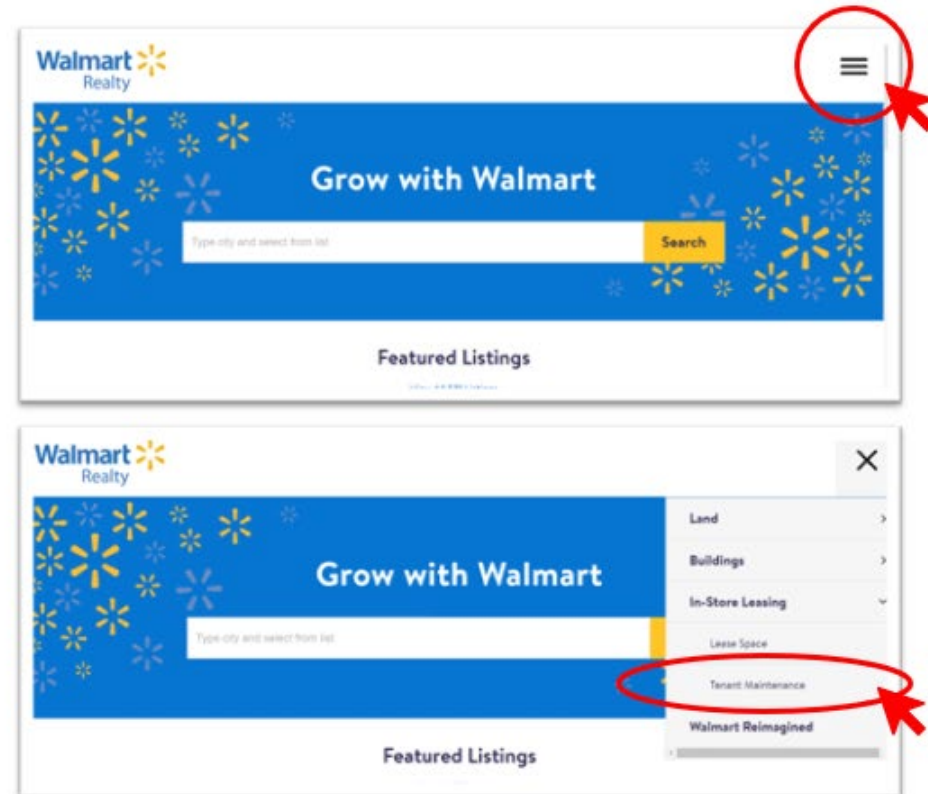 Walmart
Realty
Grow with Walmart
Type city and select from list
Search
Featured Listings
Walmart
Realty
Land
Buildings
Grow with Walmart
In-Store Leasing
Type city and select from list
Lease Space
Tenant Maintenance
Walmart Reimagined
Featured Listings